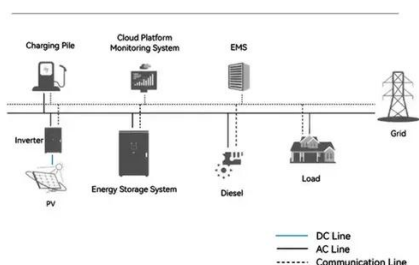 Charging Pile
Cloud Platform
Monitoring System
EMS
Grid
Inverter
PV
Energy Storage System
Diesel
Load
DC Line
AC Line
Communication Line